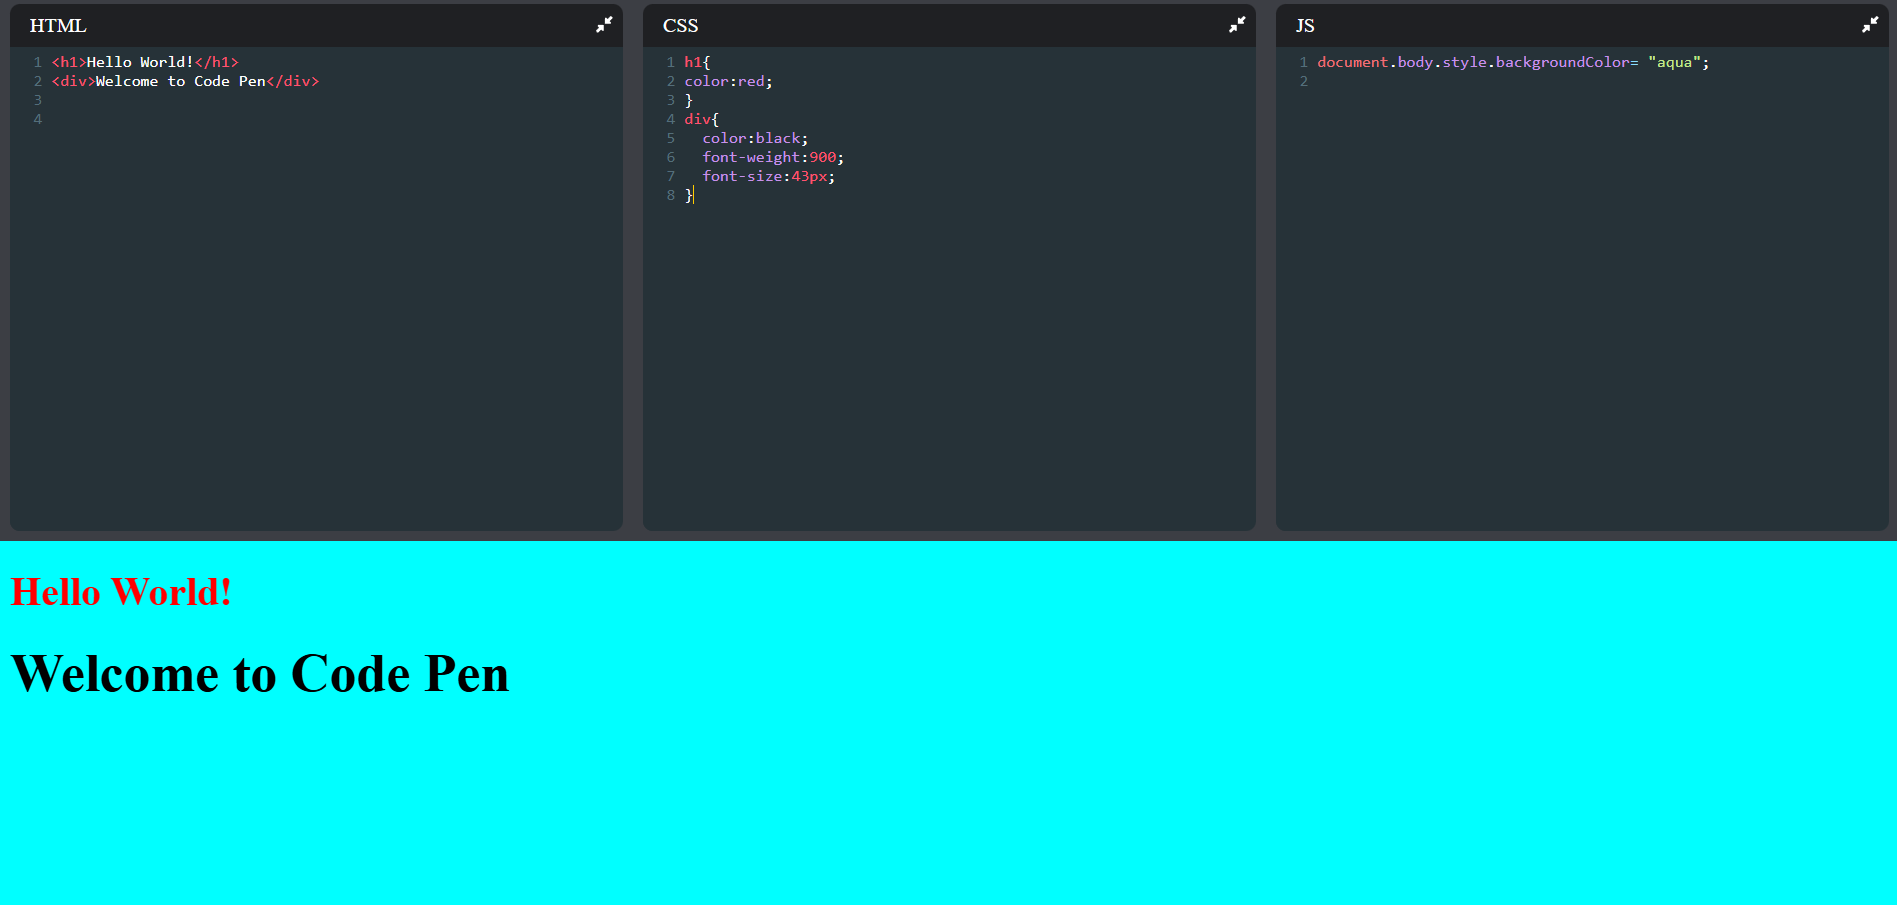 HTML
1 <h1>Hello World!</h1>
2 <div>Welcome to Code Pen</div>
3
4
CSS
1 h1{
2 color:red;
3 }
4 div{
5   color:black;
6   font-weight:900;
7   font-size:43px;
8 }
JS
1 document.body.style.backgroundColor= "aqua";
2
Hello World!
Welcome to Code Pen